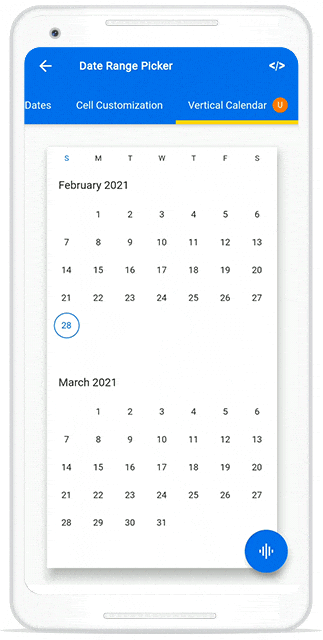 Date Range Picker </>
Dates Cell Customization Vertical Calendar U
S M T W T F S
February 2021
1 2 3 4 5 6
7 8 9 10 11 12 13
14 15 16 17 18 19 20
21 22 23 24 25 26 27
28
March 2021
1 2 3 4 5 6
7 8 9 10 11 12 13
14 15 16 17 18 19 20
21 22 23 24 25 26 27
28 29 30 31